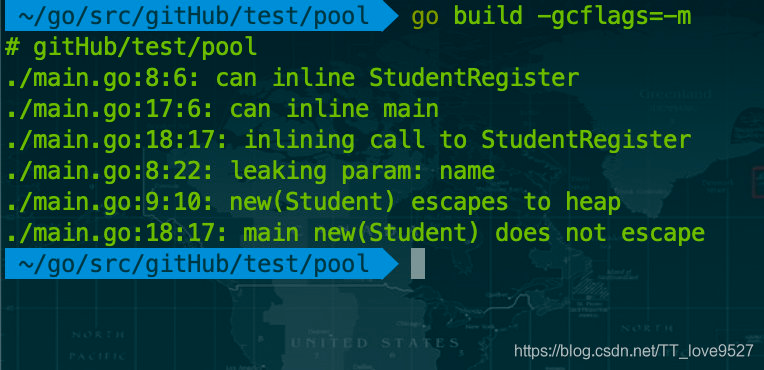 ~/go/src/gitHub/test/pool go build -gcflags=-m
# gitHub/test/pool
./main.go:8:6: can inline StudentRegister
./main.go:17:6: can inline main
./main.go:18:17: inlining call to StudentRegister
./main.go:8:22: leaking param: name
./main.go:9:10: new(Student) escapes to heap
./main.go:18:17: main new(Student) does not escape
~/go/src/gitHub/test/pool
NORTH
PACIFIC
UNITED STATES
NORTH
https://blog.csdn.net/TT_love9527